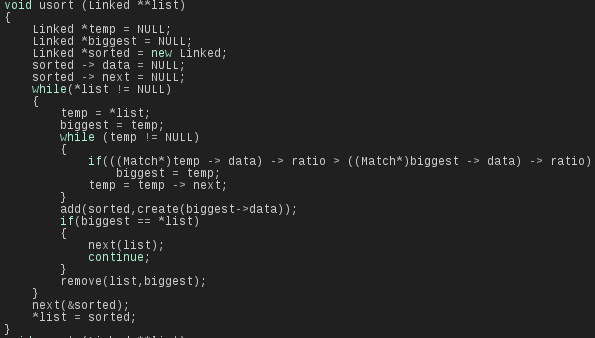 void usort (Linked **list)
{
    Linked *temp = NULL;
    Linked *biggest = NULL;
    Linked *sorted = new Linked;
    sorted -> data = NULL;
    sorted -> next = NULL;
    while(*list != NULL)
    {
        temp = *list;
        biggest = temp;
        while (temp != NULL)
        {
            if(((Match*)temp -> data) -> ratio > ((Match*)biggest -> data) -> ratio)
                biggest = temp;
            temp = temp -> next;
        }
        add(sorted,create(biggest->data));
        if(biggest == *list)
        {
            next(list);
            continue;
        }
        remove(list,biggest);
    }
    next(&sorted);
    *list = sorted;
}